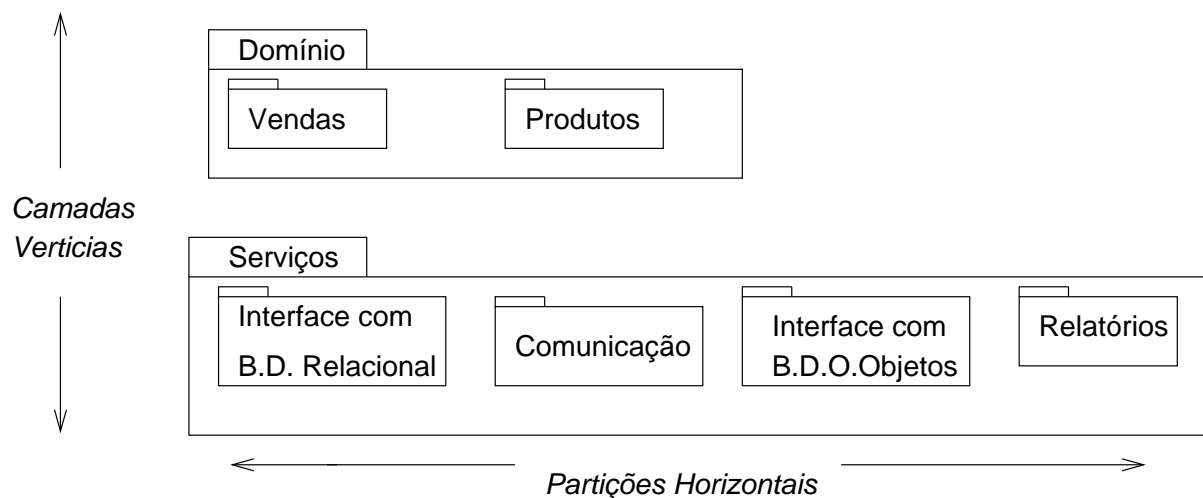 Domínio
Vendas
Produtos
Camadas
Verticias
Serviços
Interface com
B.D. Relacional
Comunicação
Interface com
B.D.O.Objetos
Relatórios
Partições Horizontais